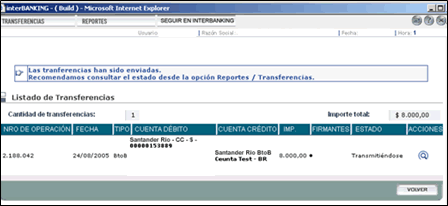 interBANKING - ( Build ) - Microsoft Internet Explorer
TRANSFERENCIAS REPORTES SEGUIR EN INTERBANKING
Usuario: | Razón Social: | Fecha: | Hora: 1
Las tranferencias han sido enviadas.
Recomendamos consultar el estado desde la opción Reportes / Transferencias.
Listado de Transferencias
Cantidad de transferencias: 1 Importe total: $ 8.000,00
NRO DE OPERACIÓN FECHA TIPO CUENTA DÉBITO CUENTA CRÉDITO IMP. FIRMANTES ESTADO ACCIONES
Santander Rio - CC - $ -
00000153889
2.188.042 24/08/2005 BtoB Santander Rio BtoB 8.000,00 Transmitiéndose
Ceunta Test - BR
VOLVER